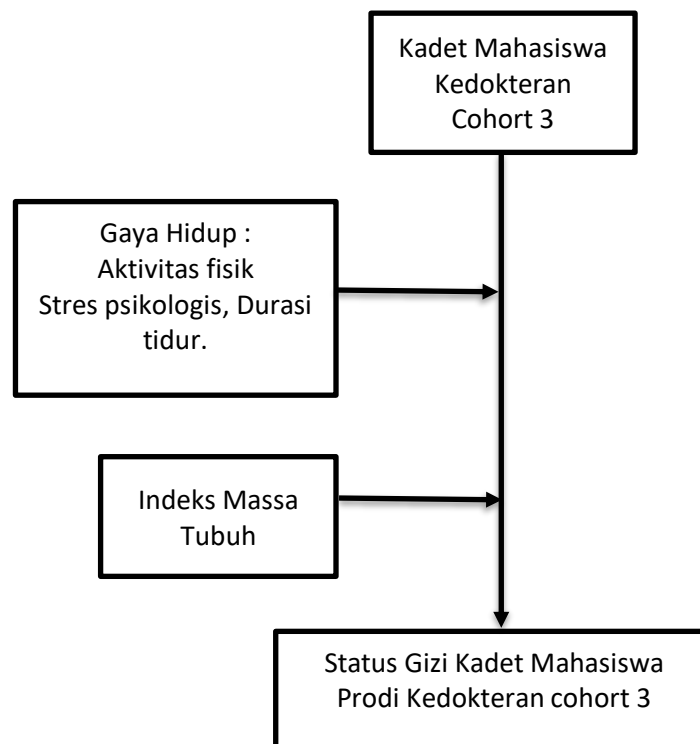 Kadet Mahasiswa
Kedokteran
Cohort 3
Gaya Hidup :
Aktivitas fisik
Stres psikologis, Durasi
tidur.
Indeks Massa
Tubuh
Status Gizi Kadet Mahasiswa
Prodi Kedokteran cohort 3